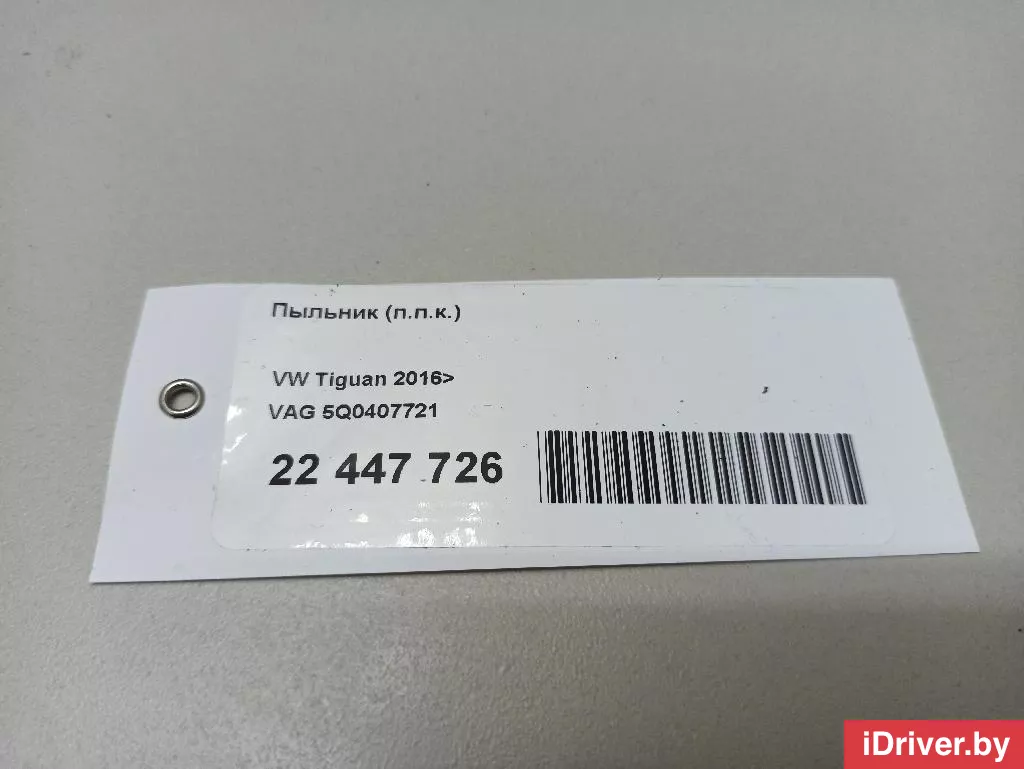 Пыльник (п.п.к.)
VW Tiguan 2016>
VAG 5Q0407721
22 447 726
iDriver.by